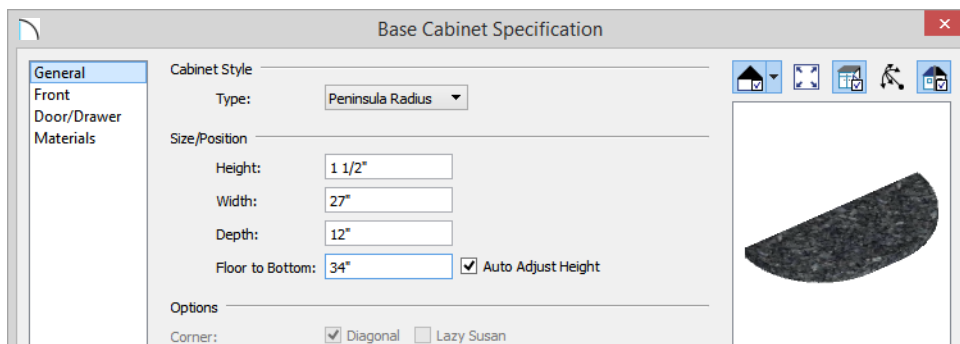 Base Cabinet Specification
General
Front
Door/Drawer
Materials
Cabinet Style
Type: Peninsula Radius
Size/Position
Height: 1 1/2"
Width: 27"
Depth: 12"
Floor to Bottom: 34" Auto Adjust Height
Options
Corner: Diagonal Lazy Susan